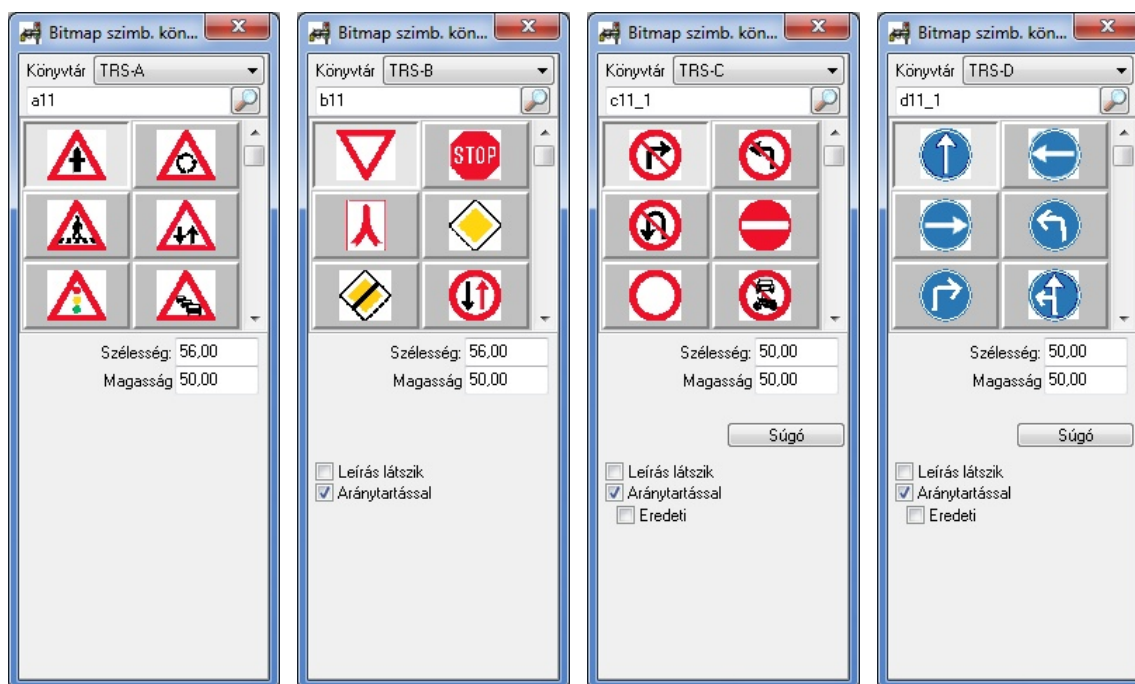 Bitmap szimb. kön...
Könyvtár TRS-A
a11
Szélesség: 56,00
Magasság 50,00
Bitmap szimb. kön...
Könyvtár TRS-B
b11
STOP
Szélesség: 56,00
Magasság 50,00
Leírás látszik
Aránytartással
Bitmap szimb. kön...
Könyvtár TRS-C
c11_1
Szélesség: 50,00
Magasság 50,00
Súgó
Leírás látszik
Aránytartással
Eredeti
Bitmap szimb. kön...
Könyvtár TRS-D
d11_1
Szélesség: 50,00
Magasság 50,00
Súgó
Leírás látszik
Aránytartással
Eredeti